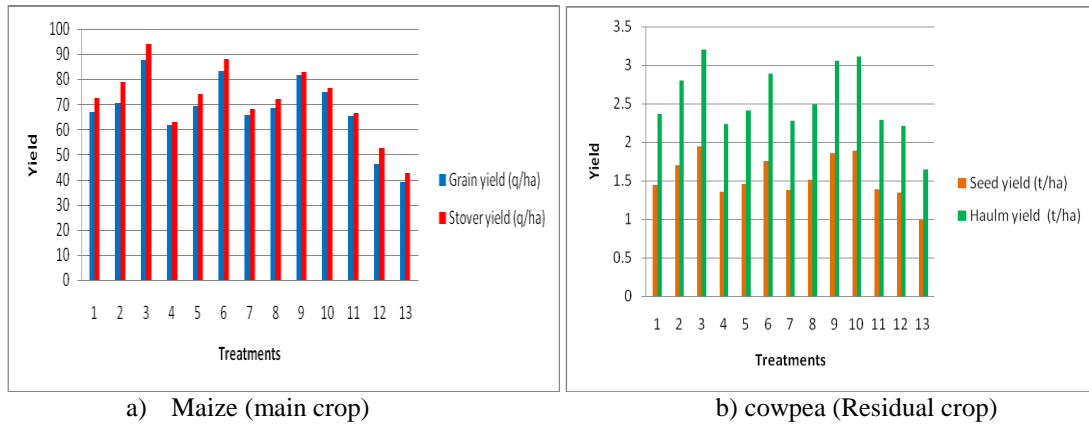 100
90
80
70
60
50
40
30
20
10
0
Yield
1 2 3 4 5 6 7 8 9 10 11 12 13
Treatments
Grain yield (q/ha)
Stover yield (q/ha)
a) Maize (main crop)
3.5
3
2.5
2
1.5
1
0.5
0
Yield
1 2 3 4 5 6 7 8 9 10 11 12 13
Treatments
Seed yield (t/ha)
Haulm yield (t/ha)
b) cowpea (Residual crop)